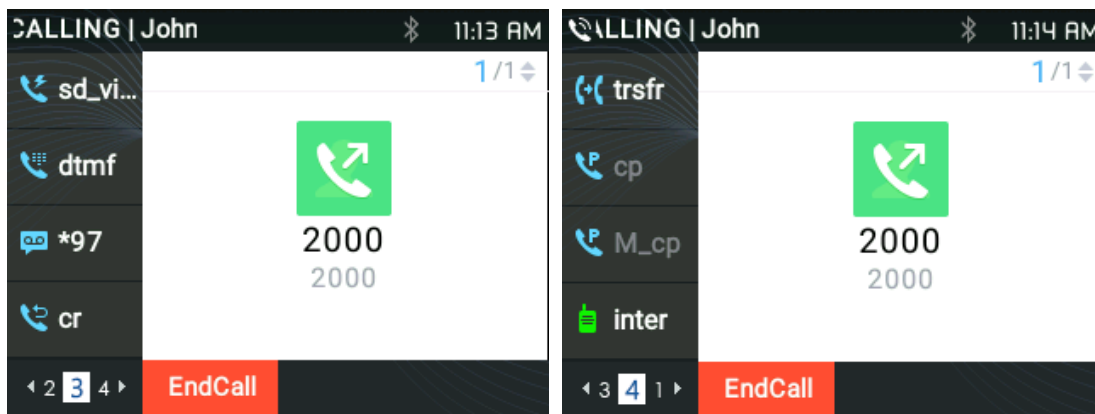 CALLING | John 11:13 AM
1/1
sd_vi...
dtmf
*97
cr
2000
2000
2 3 4 EndCall
ALLING | John 11:14 AM
1/1
trsfr
cp
M_cp
inter
2000
2000
3 4 1 EndCall